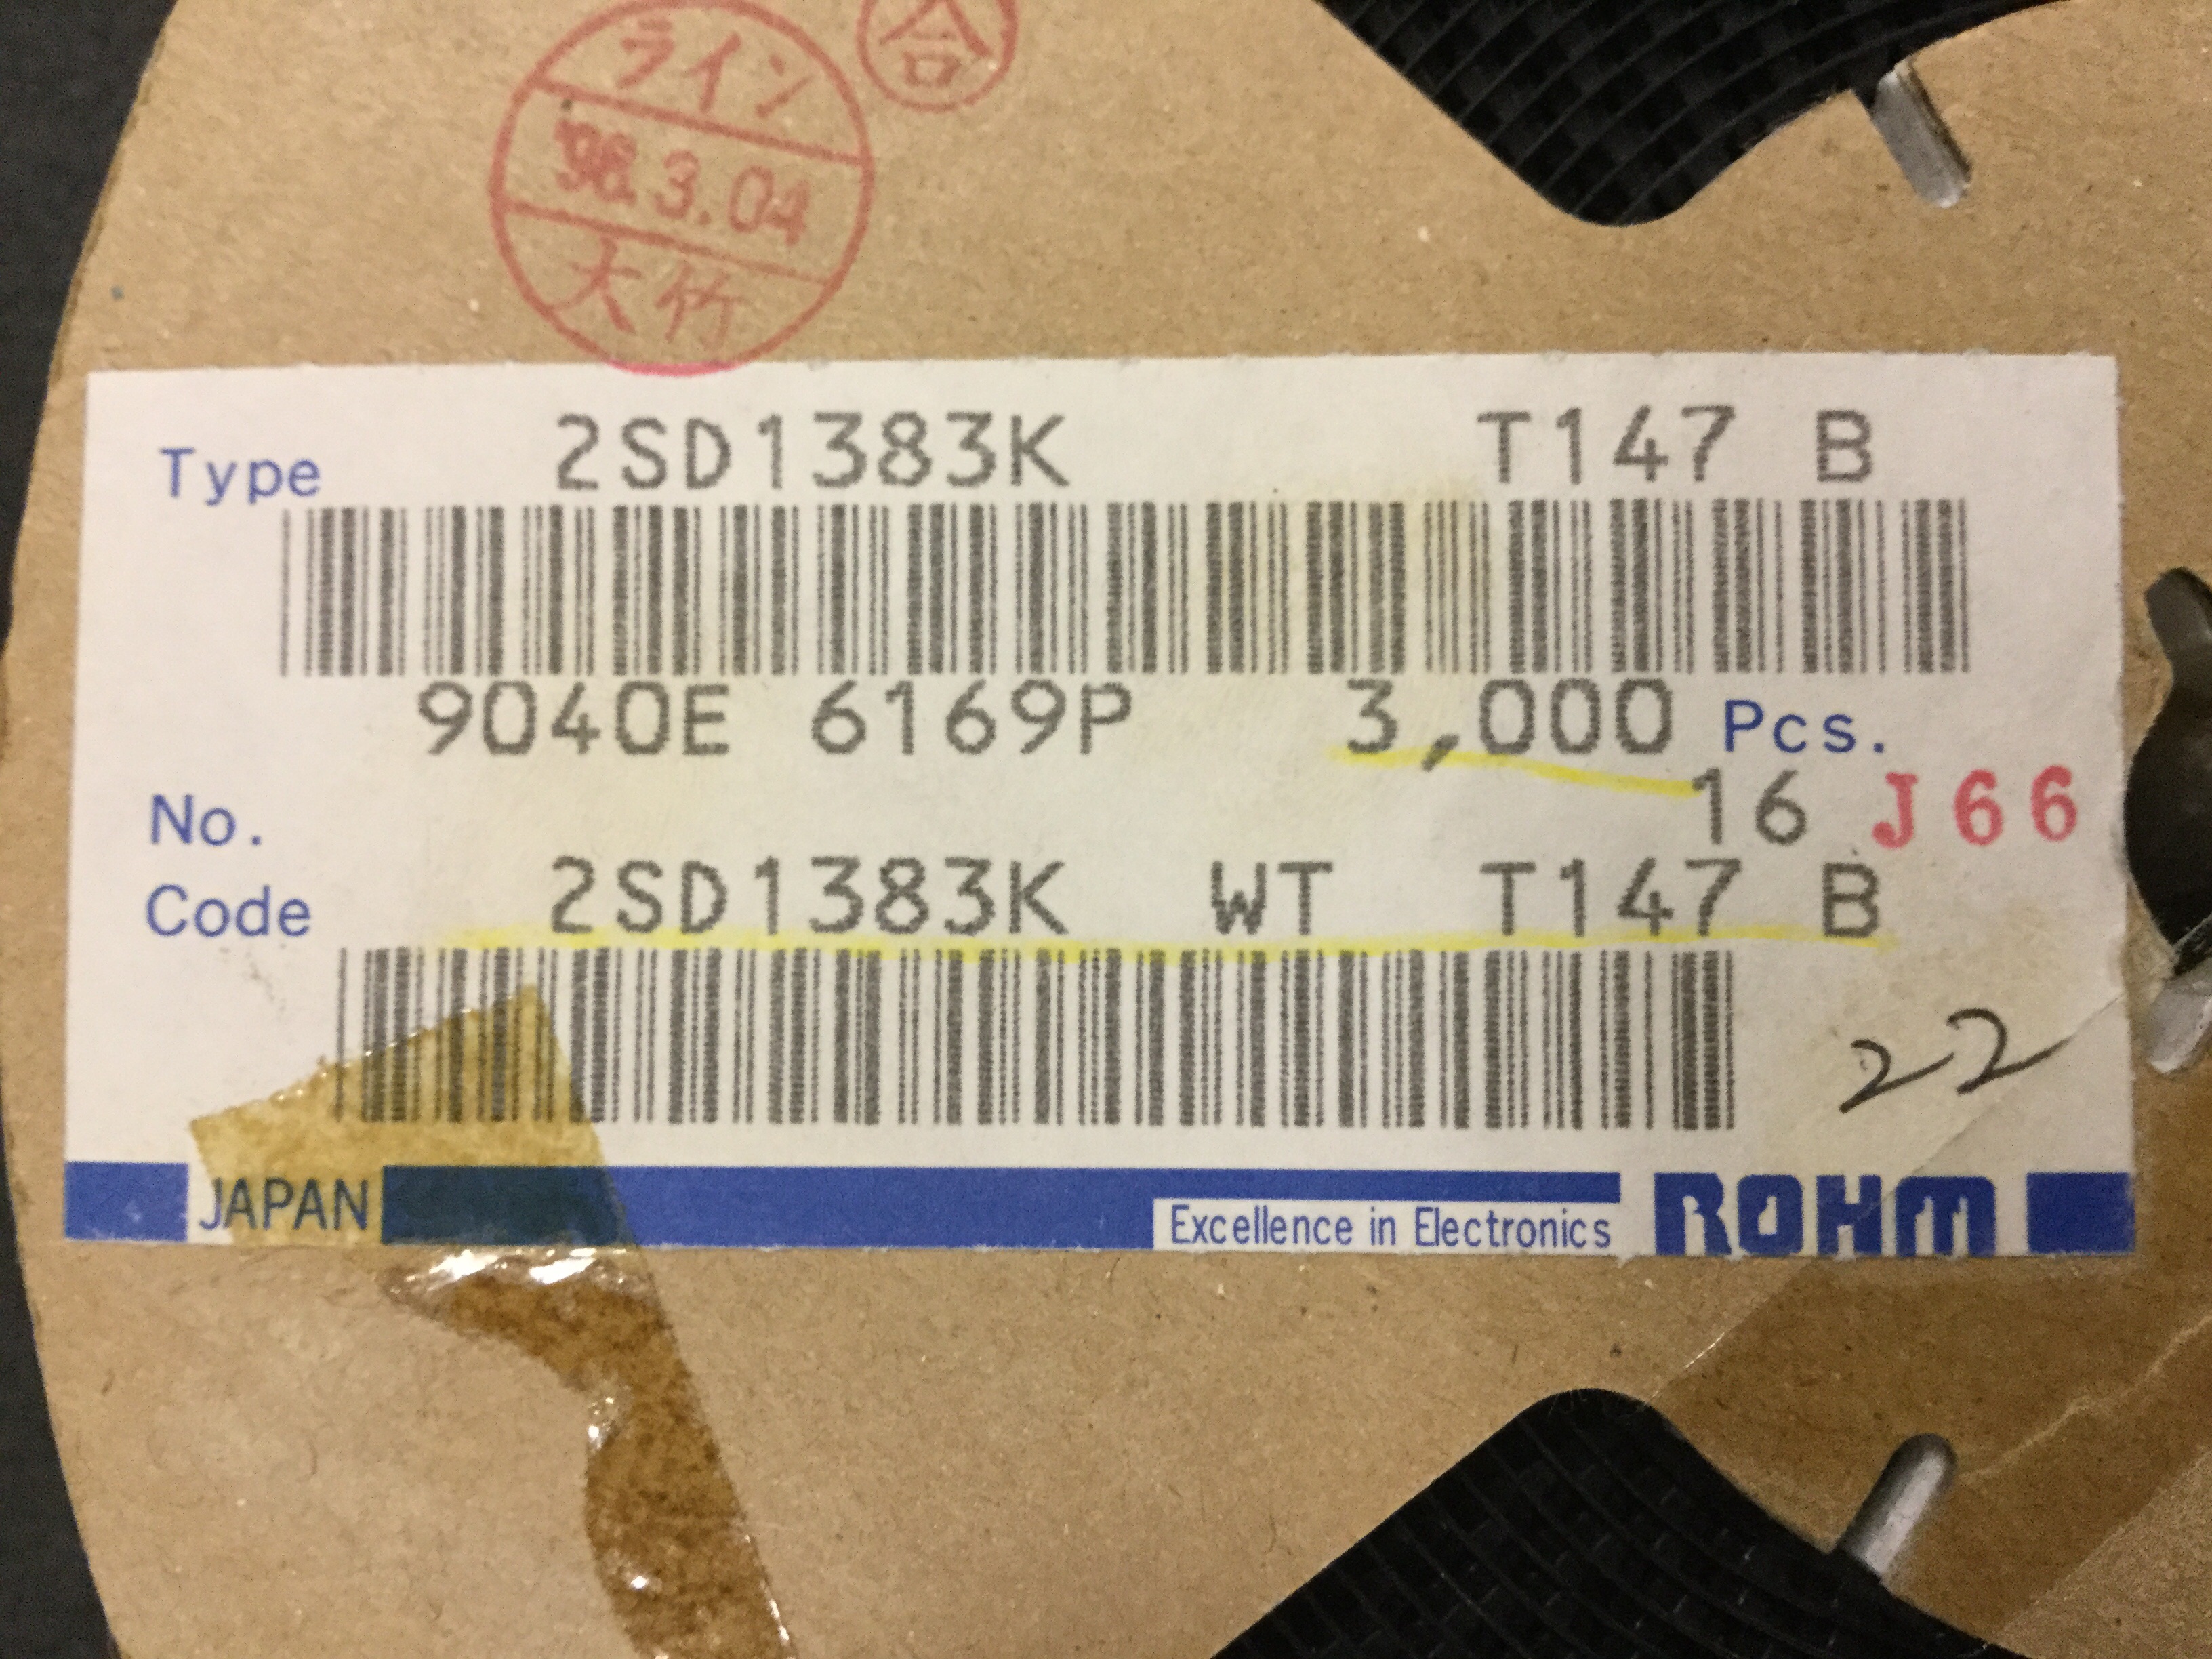 合
ライン
'98.3.04
大竹
Type 2SD1383K T147 B
9040E 6169P 3,000 Pcs.
No. 16 J66
Code 2SD1383K WT T147 B
22
JAPAN Excellence in Electronics ROHM